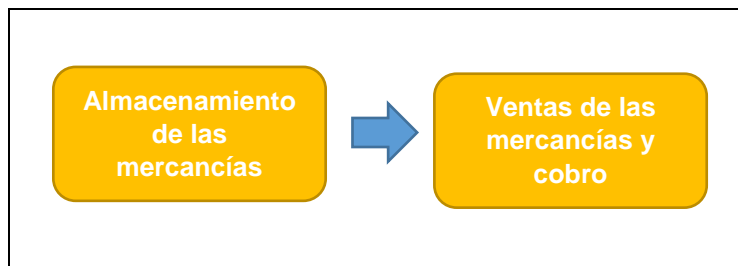 Almacenamiento
de las
mercancías
Ventas de las
mercancías y
cobro